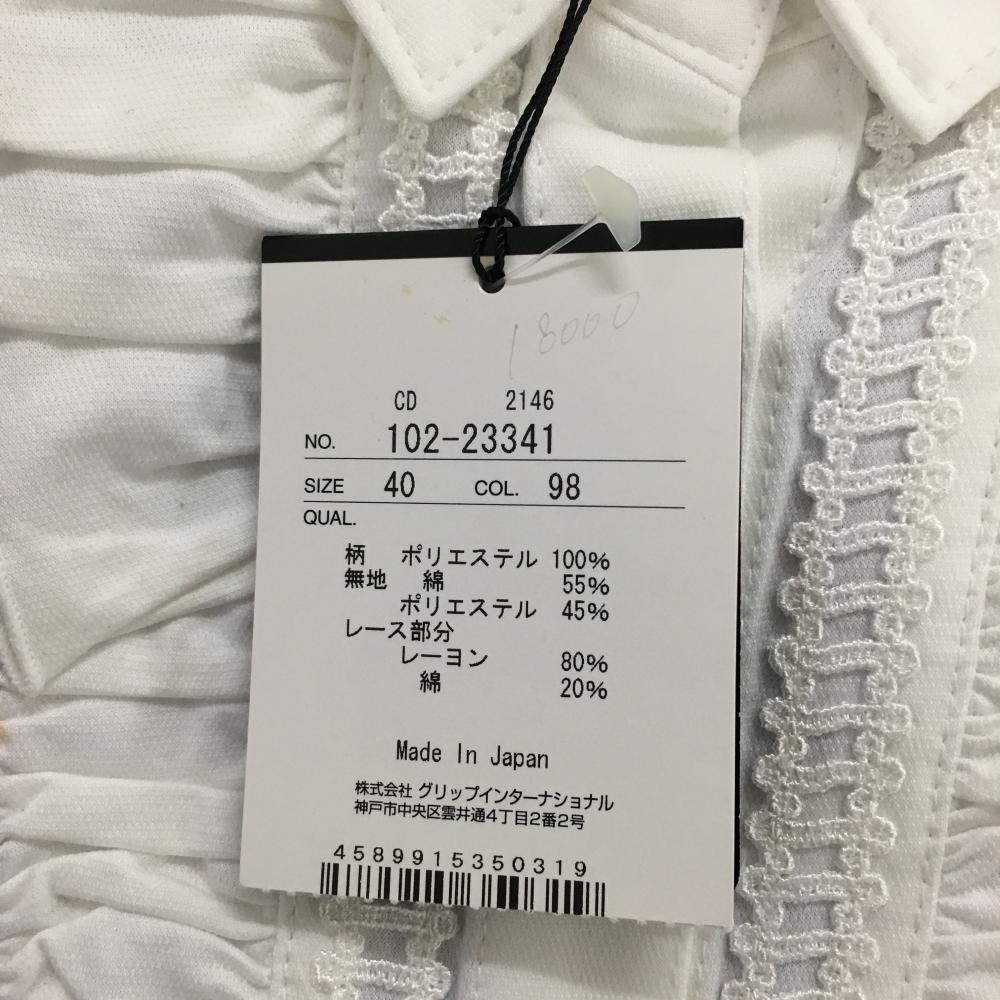 18000
CD 2146
NO. 102-23341
SIZE 40 COL. 98
QUAL.
柄 ポリエステル 100%
無地 綿 55%
ポリエステル 45%
レース部分
レーヨン 80%
綿 20%
Made In Japan
株式会社 グリップインターナショナル
神戸市中央区雲井通4丁目2番2号
4589915350319